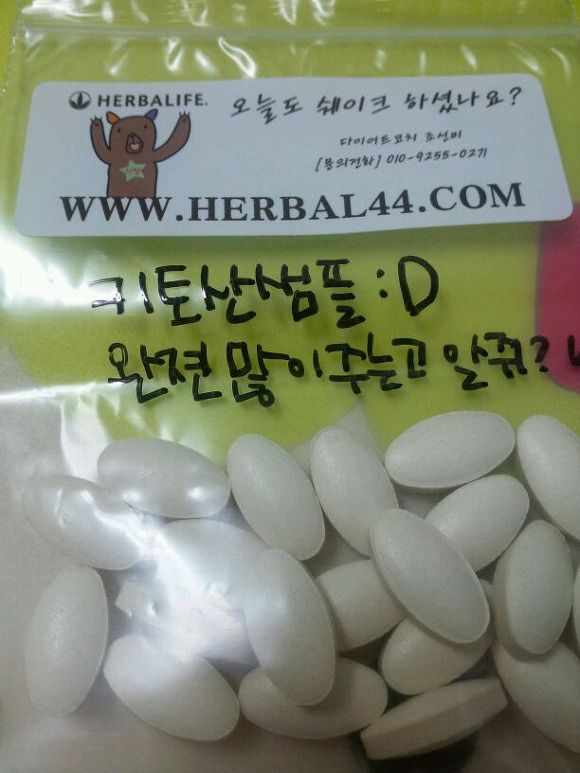 HERBALIFE. 오늘도 쉐이크 하셨나요?
다이어트코치 조선미
[문의전화] 010-9255-0271
WWW.HERBAL44.COM
키토산샘플:D
완젼많이주는고알쥐?